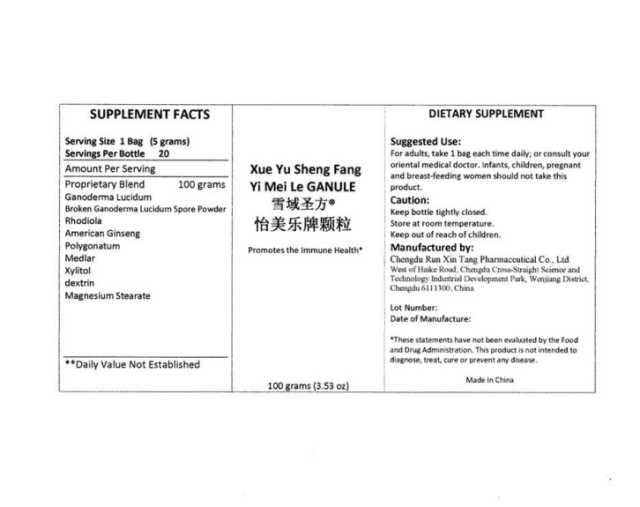 SUPPLEMENT FACTS
Serving Size 1 Bag (5 grams)
Servings Per Bottle 20
Amount Per Serving
Proprietary Blend 100 grams
Ganoderma Lucidum
Broken Ganoderma Lucidum Spore Powder
Rhodiola
American Ginseng
Polygonatum
Medlar
Xylitol
dextrin
Magnesium Stearate
**Daily Value Not Established
Xue Yu Sheng Fang
Yi Mei Le GANULE
雪域圣方®
怡美乐牌颗粒
Promotes the Immune Health*
100 grams (3.53 oz)
DIETARY SUPPLEMENT
Suggested Use:
For adults, take 1 bag each time daily; or consult your
oriental medical doctor. Infants, children, pregnant
and breast-feeding women should not take this
product.
Caution:
Keep bottle tightly closed.
Store at room temperature.
Keep out of reach of children.
Manufactured by:
Chengdu Run Xin Tang Pharmaceutical Co., Ltd
West of Haike Road, Chengdu Cross-Straight Science and
Technology Industrial Development Park, Wenjiang District,
Chengdu 6111300, China
Lot Number:
Date of Manufacture:
*These statements have not been evaluated by the Food
and Drug Administration. This product is not intended to
diagnose, treat, cure or prevent any disease.
Made In China